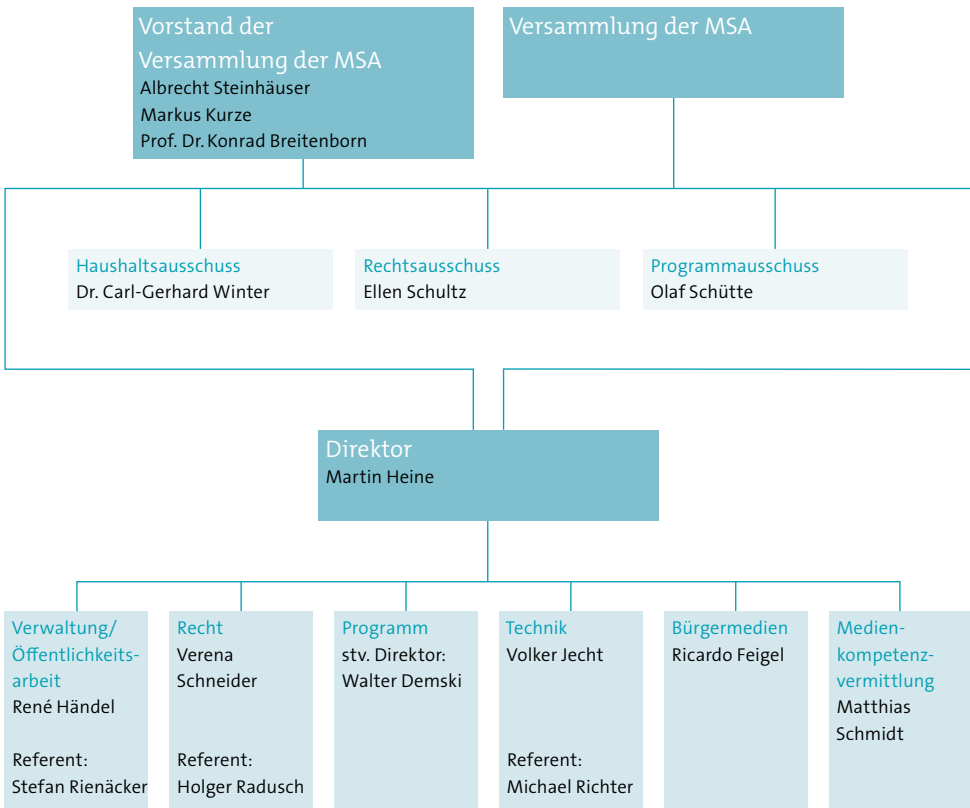 Vorstand der
Versammlung der MSA
Albrecht Steinhäuser
Markus Kurze
Prof. Dr. Konrad Breitenborn
Versammlung der MSA
Haushaltsausschuss
Dr. Carl-Gerhard Winter
Rechtsausschuss
Ellen Schultz
Programmausschuss
Olaf Schütte
Direktor
Martin Heine
Verwaltung/
Öffentlichkeits-
arbeit
René Händel
Referent:
Stefan Rienäcker
Recht
Verena
Schneider
Referent:
Holger Radusch
Programm
stv. Direktor:
Walter Demski
Technik
Volker Jecht
Referent:
Michael Richter
Bürgermedien
Ricardo Feigel
Medien-
kompetenz-
vermittlung
Matthias
Schmidt